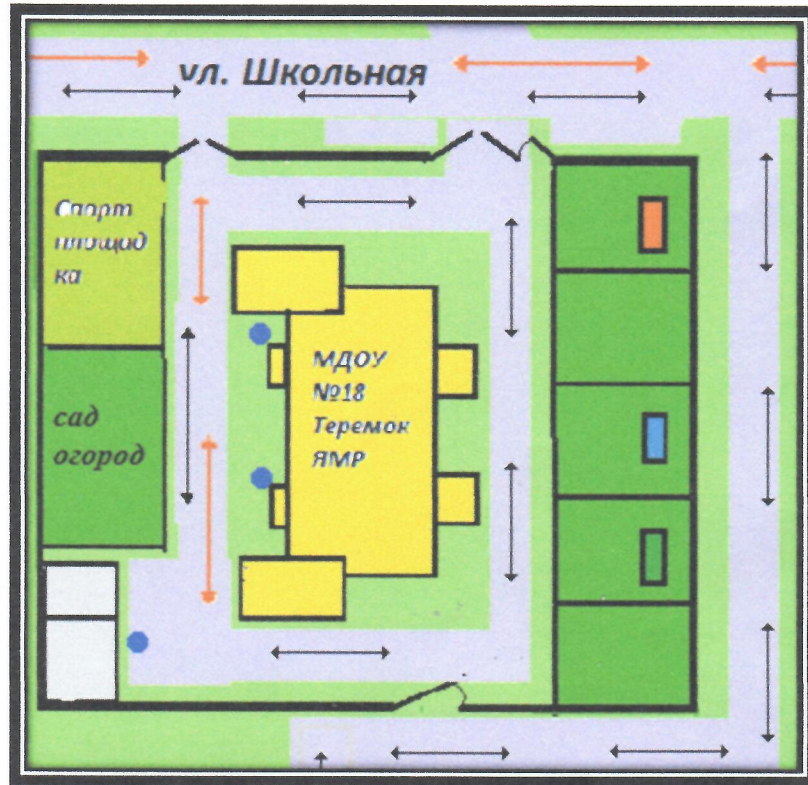 ул. Школьная
Спорт
площад
ка
МДОУ
№18
Теремок
ЯМР
сад
огород